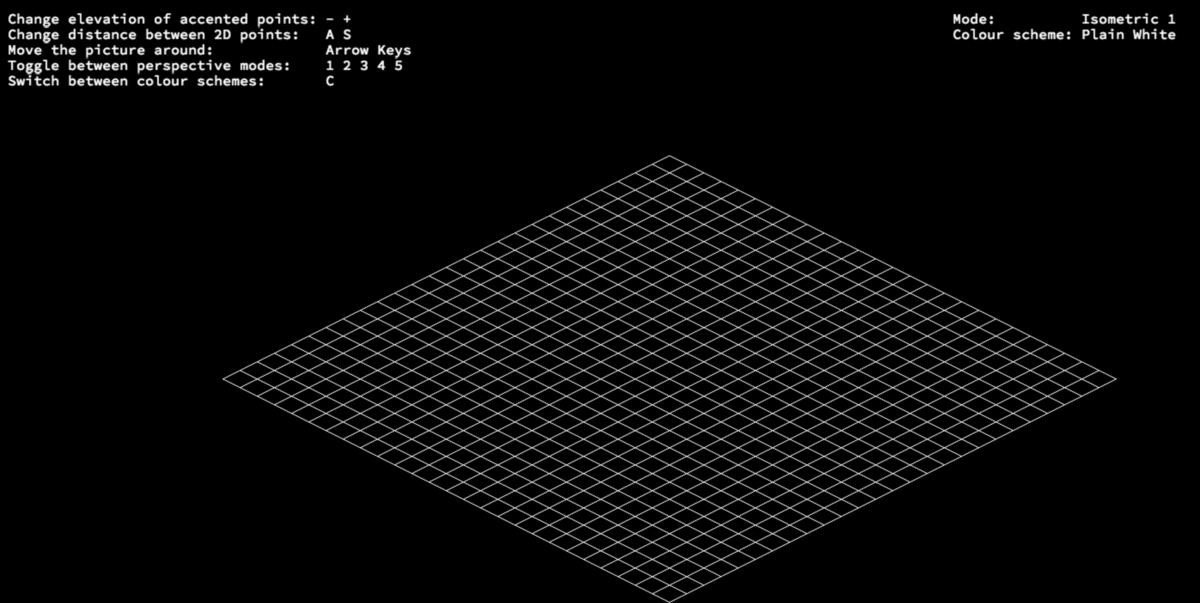 Change elevation of accented points: - +
Change distance between 2D points: A S
Move the picture around: Arrow Keys
Toggle between perspective modes: 1 2 3 4 5
Switch between colour schemes: C
Mode: Isometric 1
Colour scheme: Plain White